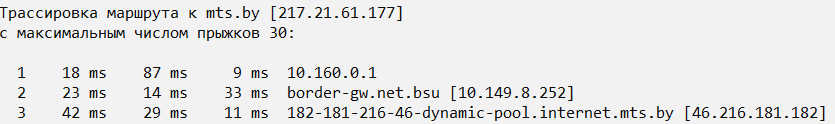 Трассировка маршрута к mts.by [217.21.61.177]
с максимальным числом прыжков 30:
1 18 ms 87 ms 9 ms 10.160.0.1
2 23 ms 14 ms 33 ms border-gw.net.bsu [10.149.8.252]
3 42 ms 29 ms 11 ms 182-181-216-46-dynamic-pool.internet.mts.by [46.216.181.182]